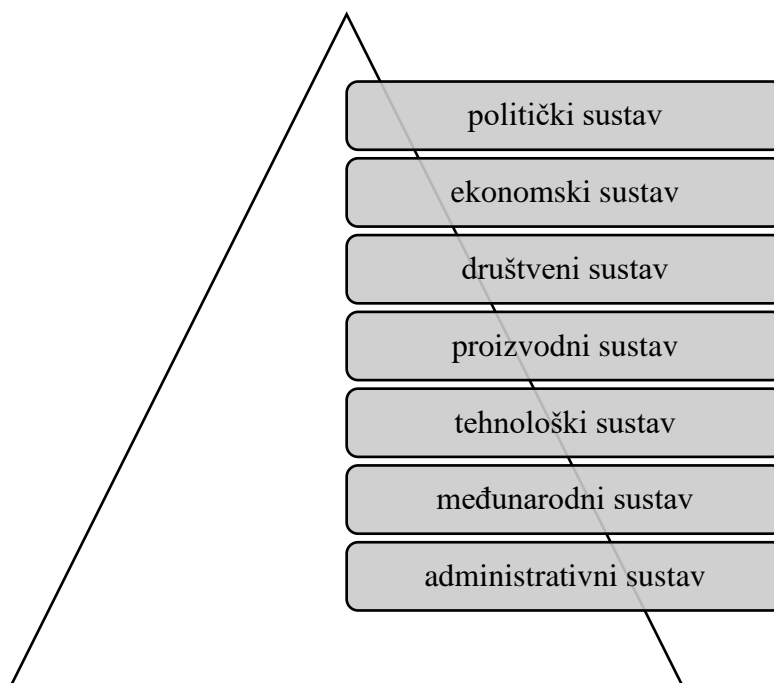 politički sustav
ekonomski sustav
društveni sustav
proizvodni sustav
tehnološki sustav
međunarodni sustav
administrativni sustav